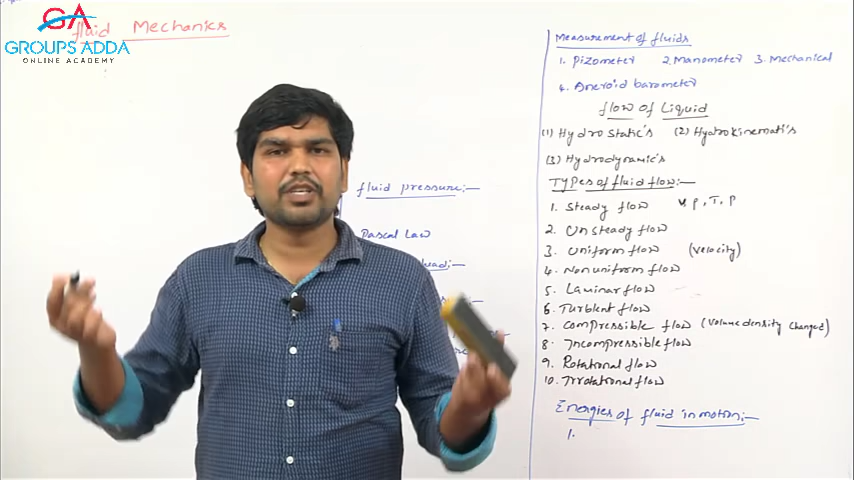 GA
GROUPS ADDA
ONLINE ACADEMY
fluid Mechanics
fluid pressure:-
Pascal Law
head:-
Measurement of fluids
1. Pizometer 2. Manometer 3. Mechanical
4. Aneroid barometer
flow of Liquid
(1) Hydrostatic's (2) Hydrokinemati's
(3) Hydrodynamic's
Types of fluid flow:-
1. Steady flow
2. Unsteady flow
3. Uniform flow (velocity)
4. Nonuniform flow
5. Laminar flow
6. Turblent flow
7. Compressible flow (Volume density changed)
8. Incompressible flow
9. Rotational flow
10. Irrotational flow
Energies of fluid in motion:-
1.